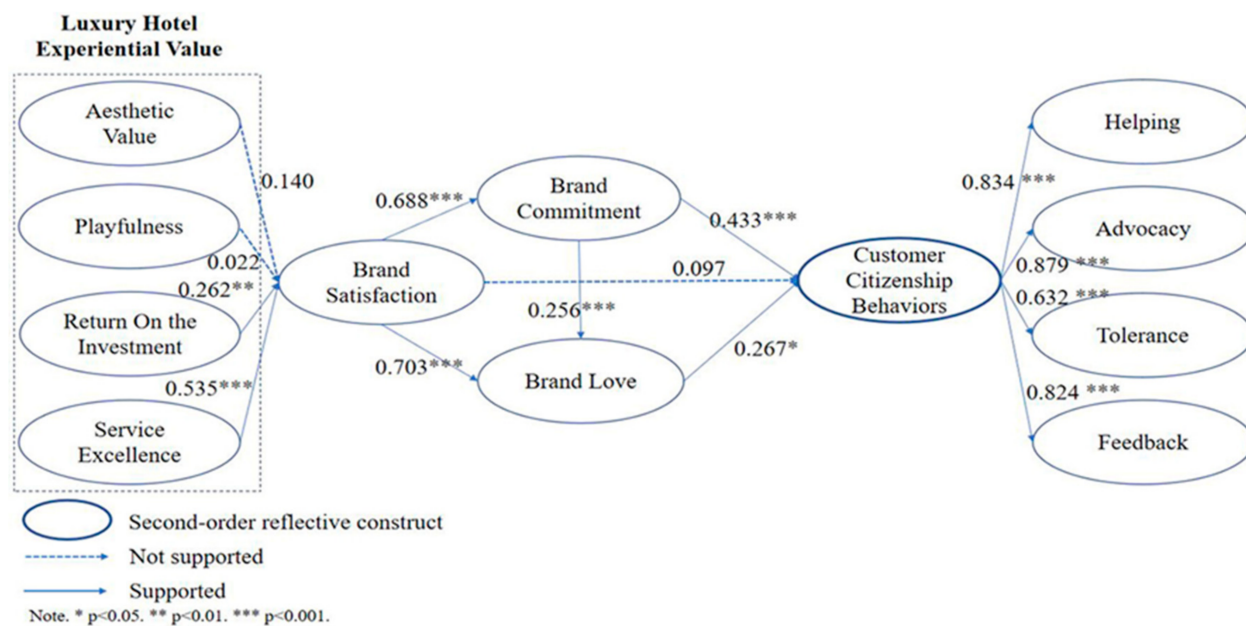 Luxury Hotel
Experiential Value
Aesthetic
Value
0.140
Playfulness
0.022
0.262**
Return On the
Investment
0.535***
Service
Excellence
Brand
Satisfaction
0.688***
Brand
Commitment
0.433***
0.097
0.256***
0.703***
Brand Love
0.267*
Customer
Citizenship
Behaviors
Helping
0.834 ***
Advocacy
0.879 ***
0.632 ***
Tolerance
0.824 ***
Feedback
Second-order reflective construct
Not supported
Supported
Note. * p<0.05. ** p<0.01. *** p<0.001.